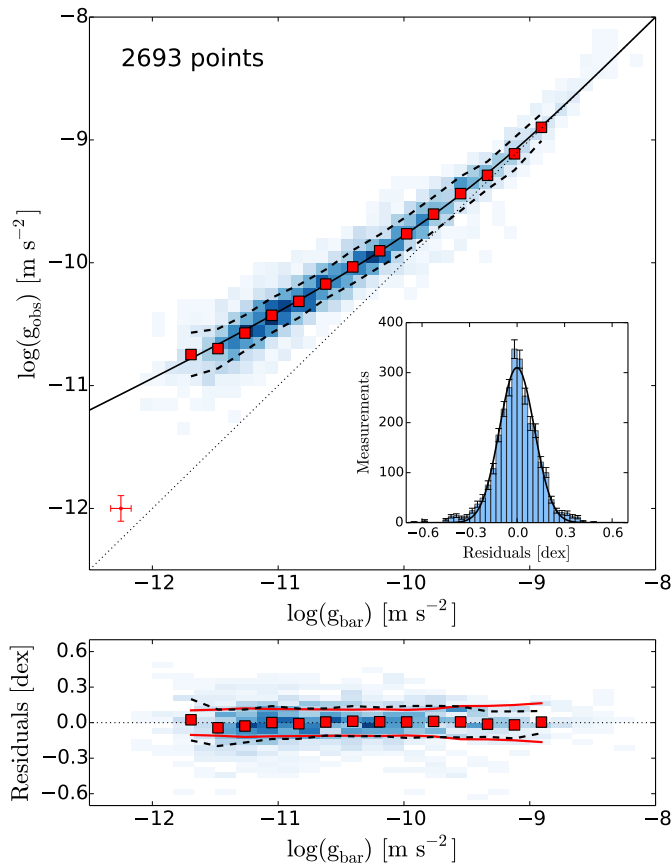 2693 points
−8
−9
−10
−11
−12
log(g_obs) [m s⁻²]
−12 −11 −10 −9 −8
log(g_bar) [m s⁻²]
400
300
200
100
0
Measurements
−0.6 −0.3 0.0 0.3 0.6
Residuals [dex]
−12 −11 −10 −9 −8
0.6
0.3
0.0
−0.3
−0.6
Residuals [dex]
log(g_bar) [m s⁻²]